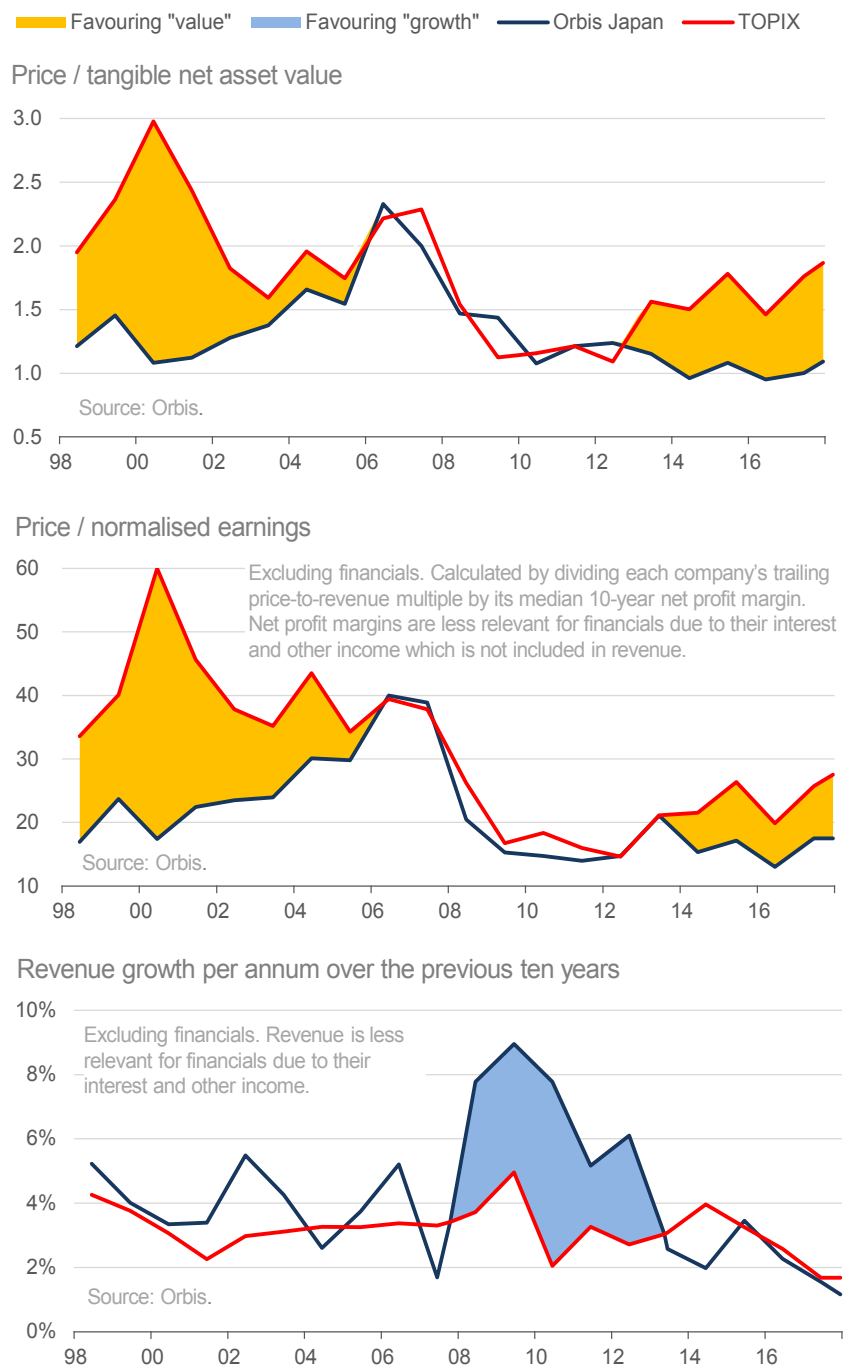 Favouring "value" Favouring "growth" Orbis Japan TOPIX
Price / tangible net asset value
3.0
2.5
2.0
1.5
1.0
Source: Orbis.
0.5
98 00 02 04 06 08 10 12 14 16
Price / normalised earnings
60
Excluding financials. Calculated by dividing each company's trailing
price-to-revenue multiple by its median 10-year net profit margin.
50
Net profit margins are less relevant for financials due to their interest
and other income which is not included in revenue.
40
30
20
Source: Orbis.
10
98 00 02 04 06 08 10 12 14 16
Revenue growth per annum over the previous ten years
10%
Excluding financials. Revenue is less
relevant for financials due to their
8%
interest and other income.
6%
4%
2%
Source: Orbis.
0%
98 00 02 04 06 08 10 12 14 16